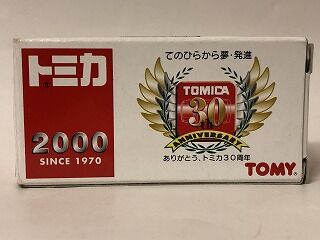 トミカ
2000
SINCE 1970
てのひらから夢・発進
TOMICA
30
ANNIVERSARY
ありがとう、トミカ30周年
TOMY®